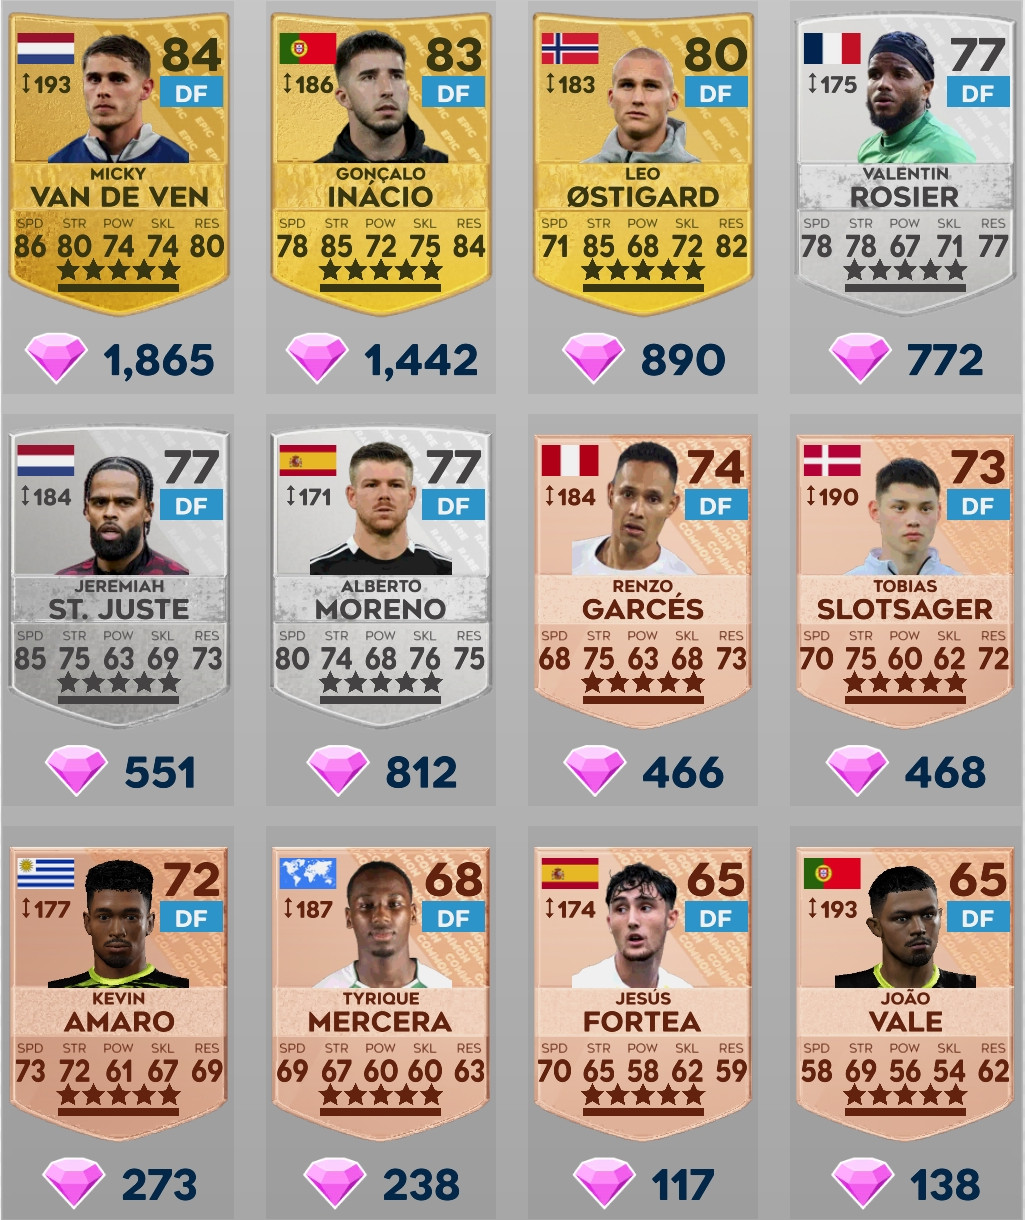 84
193
DF
MICKY
VAN DE VEN
SPD STR POW SKL RES
86 80 74 74 80
1,865
83
186
DF
GONÇALO
INÁCIO
SPD STR POW SKL RES
78 85 72 75 84
1,442
80
183
DF
LEO
ØSTIGARD
SPD STR POW SKL RES
71 85 68 72 82
890
77
175
DF
VALENTIN
ROSIER
SPD STR POW SKL RES
78 78 67 71 77
772
77
184
DF
JEREMIAH
ST. JUSTE
SPD STR POW SKL RES
85 75 63 69 73
551
77
171
DF
ALBERTO
MORENO
SPD STR POW SKL RES
80 74 68 76 75
812
74
184
DF
RENZO
GARCÉS
SPD STR POW SKL RES
68 75 63 68 73
466
73
190
DF
TOBIAS
SLOTSAGER
SPD STR POW SKL RES
70 75 60 62 72
468
72
177
DF
KEVIN
AMARO
SPD STR POW SKL RES
73 72 61 67 69
273
68
187
DF
TYRIQUE
MERCERA
SPD STR POW SKL RES
69 67 60 60 63
238
65
174
DF
JESÚS
FORTEA
SPD STR POW SKL RES
70 65 58 62 59
117
65
193
DF
JOÃO
VALE
SPD STR POW SKL RES
58 69 56 54 62
138